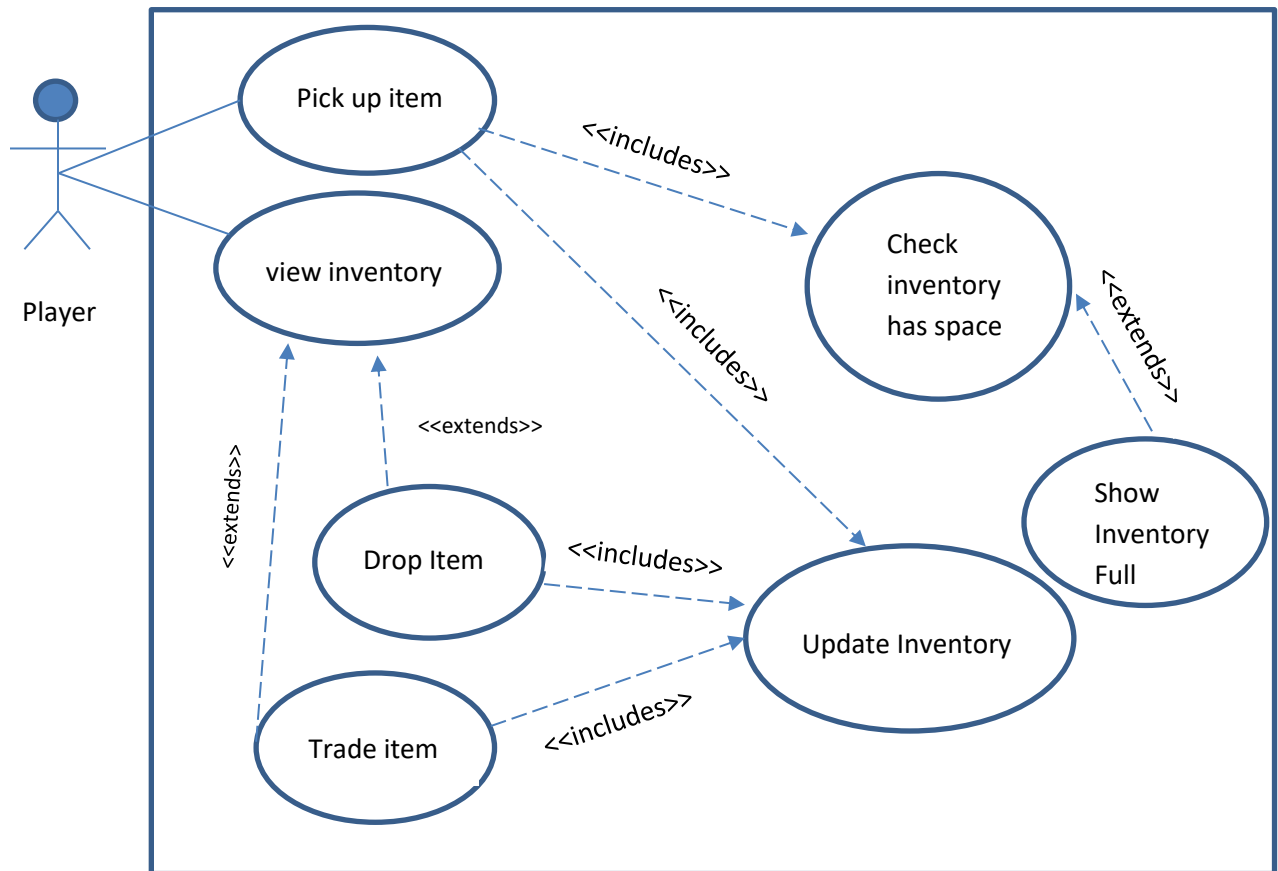 Pick up item
<<includes>>
Check
inventory
has space
view inventory
Player
<<includes>>
<<extends>>
<<extends>>
<<extends>>
Show
Inventory
Full
Drop Item
<<includes>>
Update Inventory
Trade item
<<includes>>